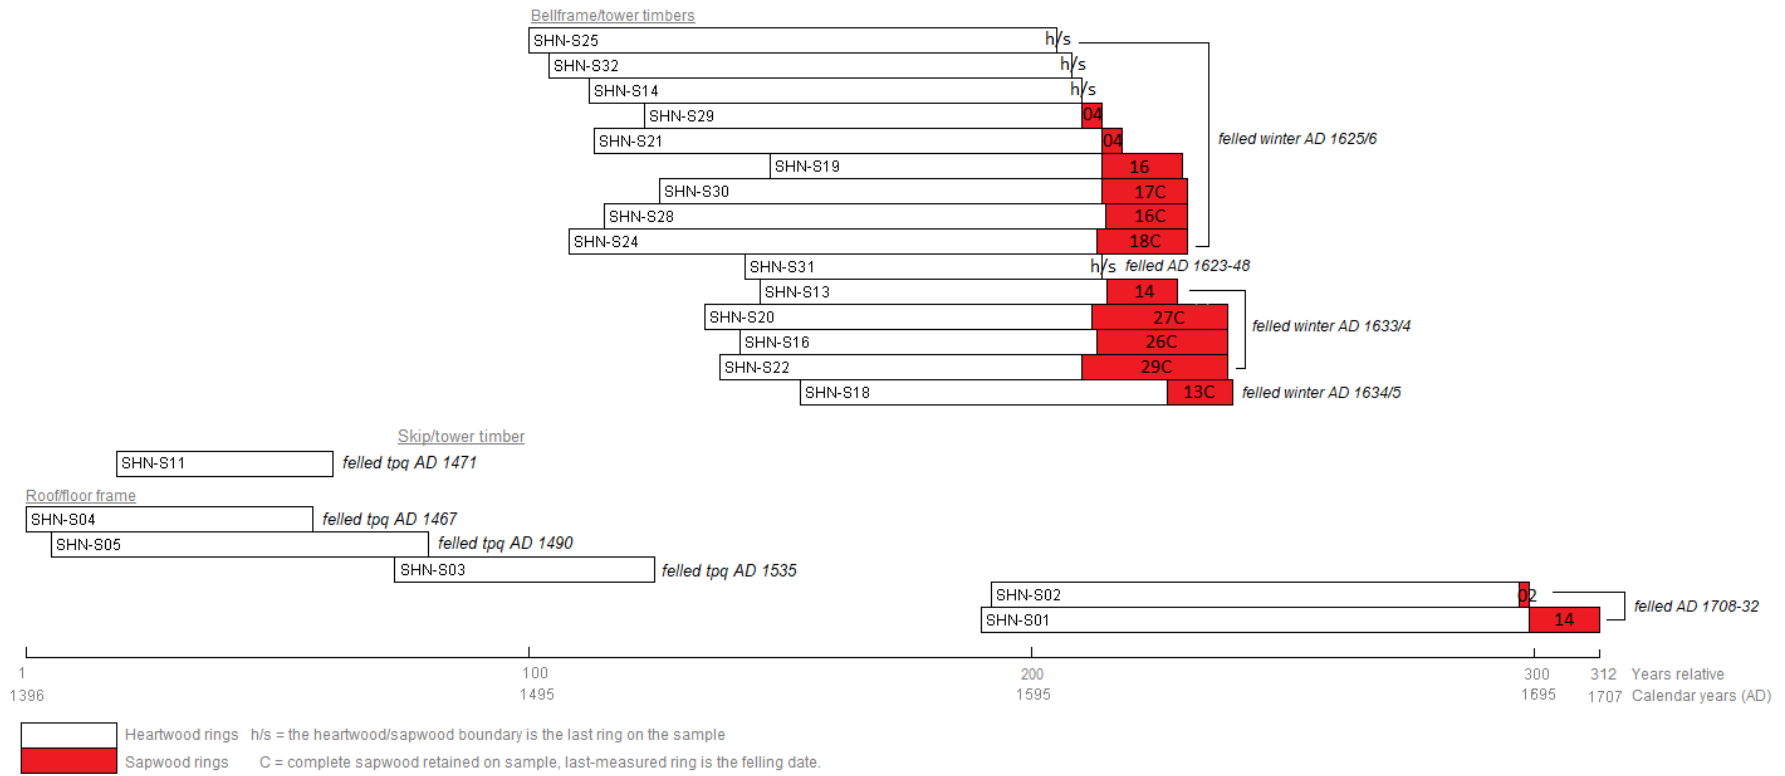 Bellframe/tower timbers
SHN-S25 h/s
SHN-S32 h/s
SHN-S14 h/s
SHN-S29 04
SHN-S21 04
felled winter AD 1625/6
SHN-S19 16
SHN-S30 17C
SHN-S28 16C
SHN-S24 18C
SHN-S31 h/s felled AD 1623-48
SHN-S13 14
SHN-S20 27C
felled winter AD 1633/4
SHN-S16 26C
SHN-S22 29C
SHN-S18 13C felled winter AD 1634/5
Skip/tower timber
SHN-S11 felled tpq AD 1471
Roof/floor frame
SHN-S04 felled tpq AD 1467
SHN-S05 felled tpq AD 1490
SHN-S03 felled tpq AD 1535
SHN-S02 02
felled AD 1708-32
SHN-S01 14
1 100 200 300 312 Years relative
1396 1495 1595 1695 1707 Calendar years (AD)
Heartwood rings h/s = the heartwood/sapwood boundary is the last ring on the sample
Sapwood rings C = complete sapwood retained on sample, last-measured ring is the felling date.